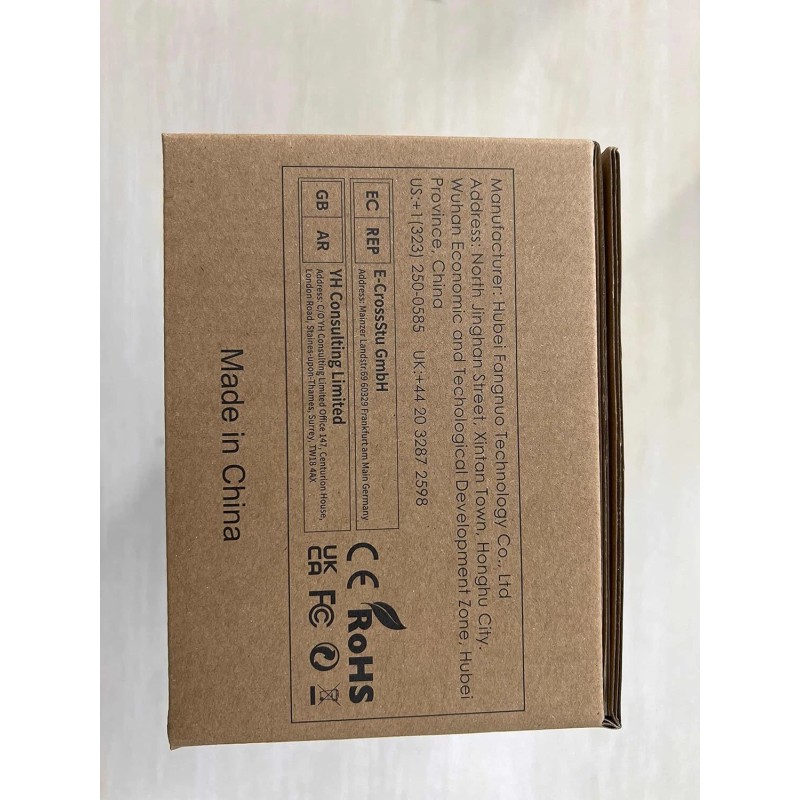 Manufacturer: Hubei Fangnuo Technology Co., Ltd
Address: North Jinghan Street, Xintan Town, Honghu City.
Wuhan Economic and Techological Development Zone, Hubei
Province, China
US:+1 (323) 250-0585 UK:+44 20 3287 2598
EC REP
E-CrossStu GmbH
Address: Mainzer Landstr.69 60329 Frankfurt am Main Germany
GB AR
YH Consulting Limited
Address: C/O YH Consulting Limited Office 147, Centurion House,
London Road, Staines-upon-Thames, Surrey, TW18 4AX
CE RoHS
UK
CA FC
Made in China